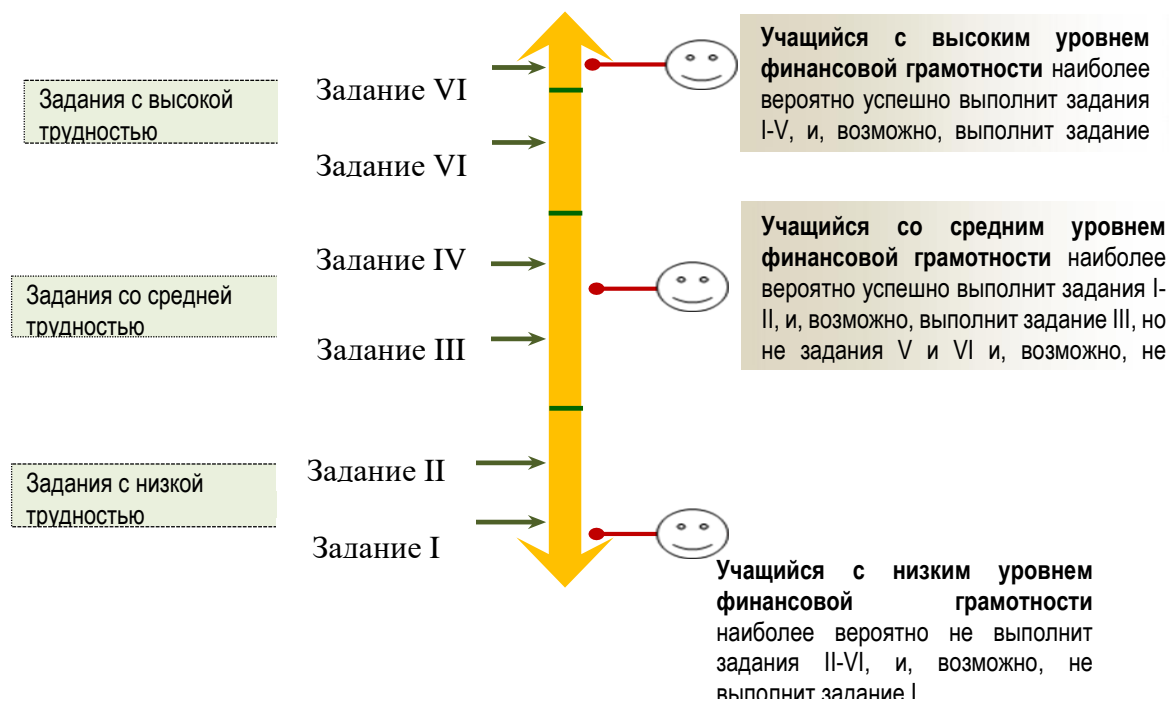 Задания с высокой
трудностью
Задание VI
Задание VI
Учащийся с высоким уровнем
финансовой грамотности наиболее
вероятно успешно выполнит задания
I-V, и, возможно, выполнит задание
Задания со средней
трудностью
Задание IV
Задание III
Учащийся со средним уровнем
финансовой грамотности наиболее
вероятно успешно выполнит задания I-
II, и, возможно, выполнит задание III, но
не задания V и VI и, возможно, не
Задания с низкой
трудностью
Задание II
Задание I
Учащийся с низким уровнем
финансовой грамотности
наиболее вероятно не выполнит
задания II-VI, и, возможно, не
выполнит задание I